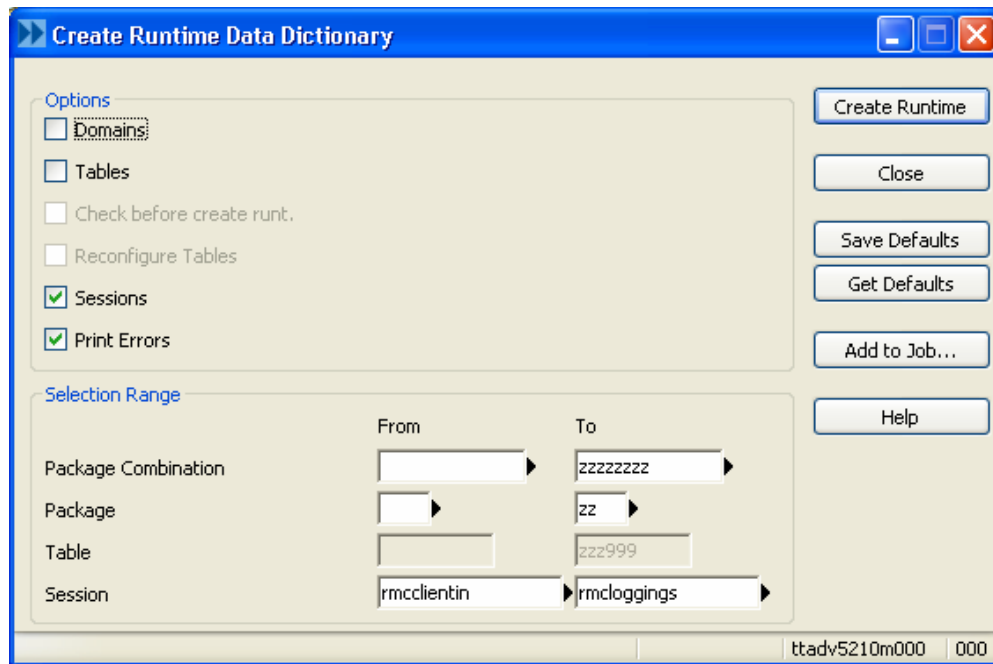 Create Runtime Data Dictionary
Options
Domains
Tables
Check before create runt.
Reconfigure Tables
Sessions
Print Errors
Create Runtime
Close
Save Defaults
Get Defaults
Add to Job...
Help
Selection Range
From To
Package Combination zzzzzzzz
Package zz
Table zzz999
Session rmcclientin rmcloggings
ttadv5210m000 000